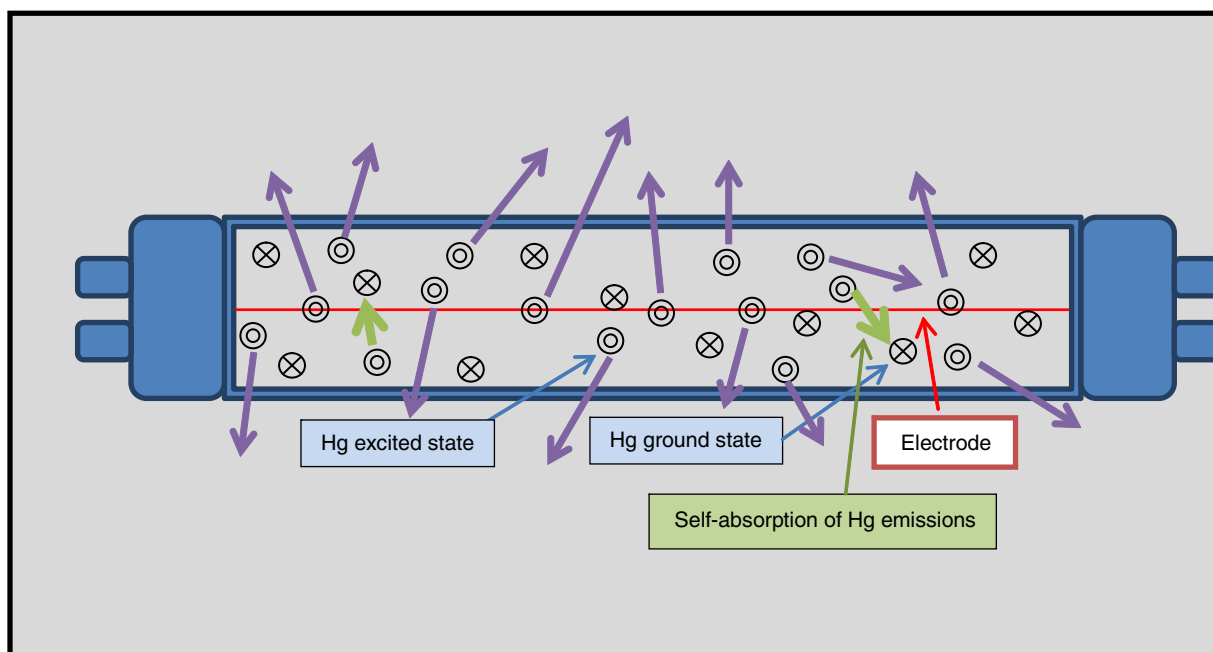 Hg excited state
Hg ground state
Electrode
Self-absorption of Hg emissions